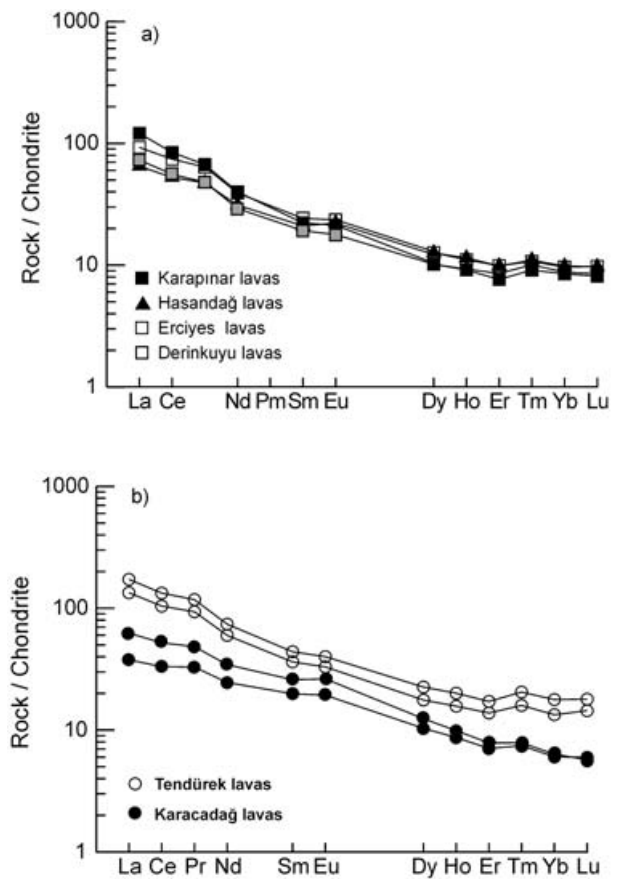 1000
a)
100
10
1
Rock / Chondrite
Karapınar lavas
Hasandağ lavas
Erciyes lavas
Derinkuyu lavas
La Ce Nd Pm Sm Eu Dy Ho Er Tm Yb Lu
1000
b)
100
10
1
Rock / Chondrite
Tendürek lavas
Karacadağ lavas
La Ce Pr Nd Sm Eu Dy Ho Er Tm Yb Lu